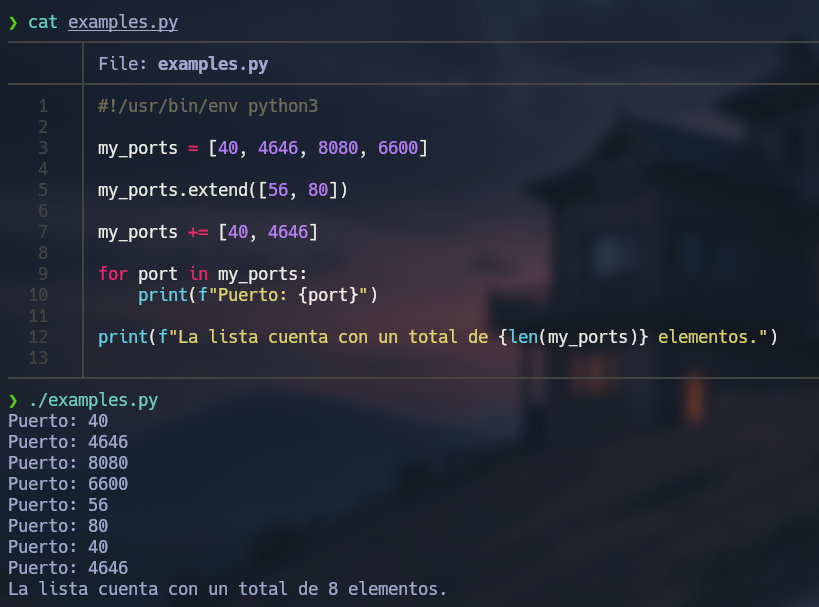 ❯ cat examples.py
File: examples.py
1 #!/usr/bin/env python3
2
3 my_ports = [40, 4646, 8080, 6600]
4
5 my_ports.extend([56, 80])
6
7 my_ports += [40, 4646]
8
9 for port in my_ports:
10     print(f"Puerto: {port}")
11
12 print(f"La lista cuenta con un total de {len(my_ports)} elementos.")
13
❯ ./examples.py
Puerto: 40
Puerto: 4646
Puerto: 8080
Puerto: 6600
Puerto: 56
Puerto: 80
Puerto: 40
Puerto: 4646
La lista cuenta con un total de 8 elementos.